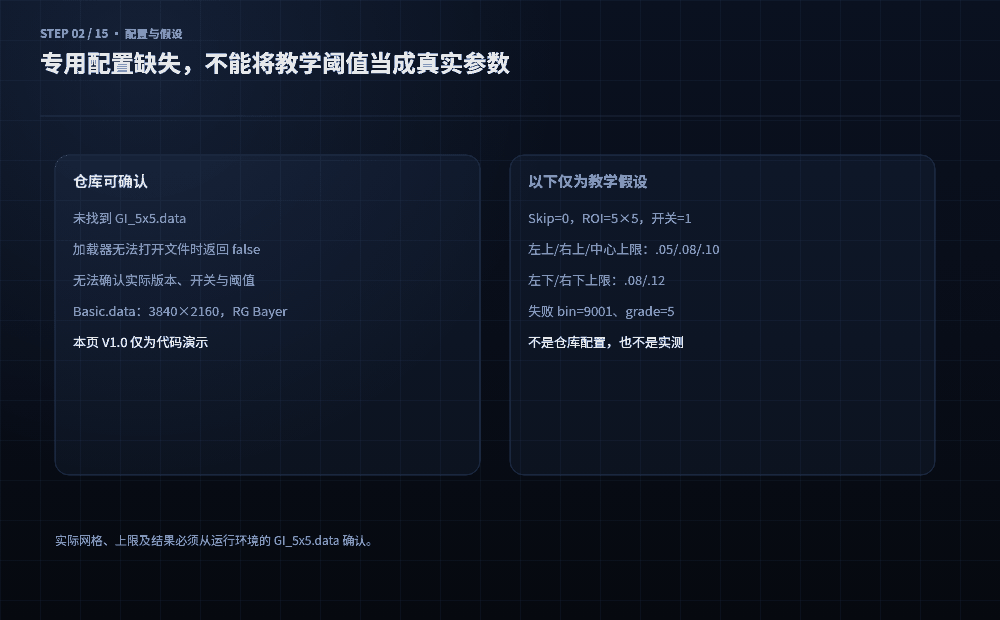 STEP 02 / 15 • 配置与假设
专用配置缺失，不能将教学阈值当成真实参数
仓库可确认
未找到 GI_5x5.data
加载器无法打开文件时返回 false
无法确认实际版本、开关与阈值
Basic.data：3840×2160，RG Bayer
本页 V1.0 仅为代码演示
以下仅为教学假设
Skip=0，ROI=5×5，开关=1
左上/右上/中心上限：.05/.08/.10
左下/右下上限：.08/.12
失败 bin=9001、grade=5
不是仓库配置，也不是实测
实际网格、上限及结果必须从运行环境的 GI_5x5.data 确认。